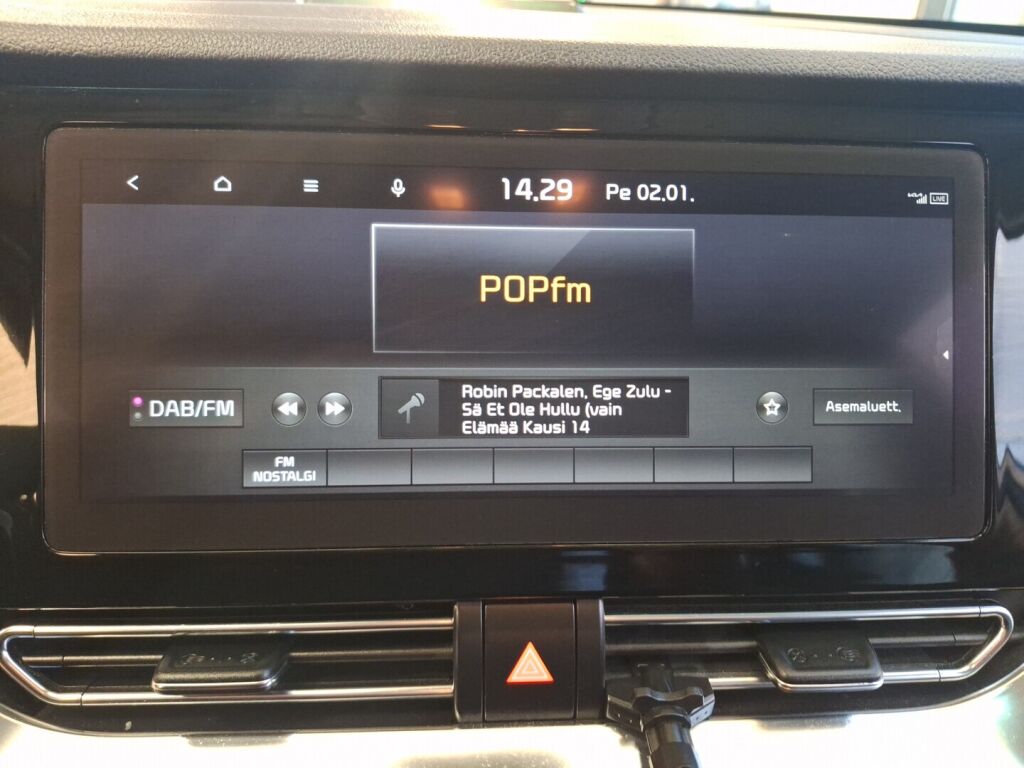 14.29 Pe 02.01.
LIVE
POPfm
DAB/FM
Robin Packalen, Ege Zulu -
Sä Et Ole Hullu (vain
Elämää Kausi 14
Asemaluett.
FM
NOSTALGI